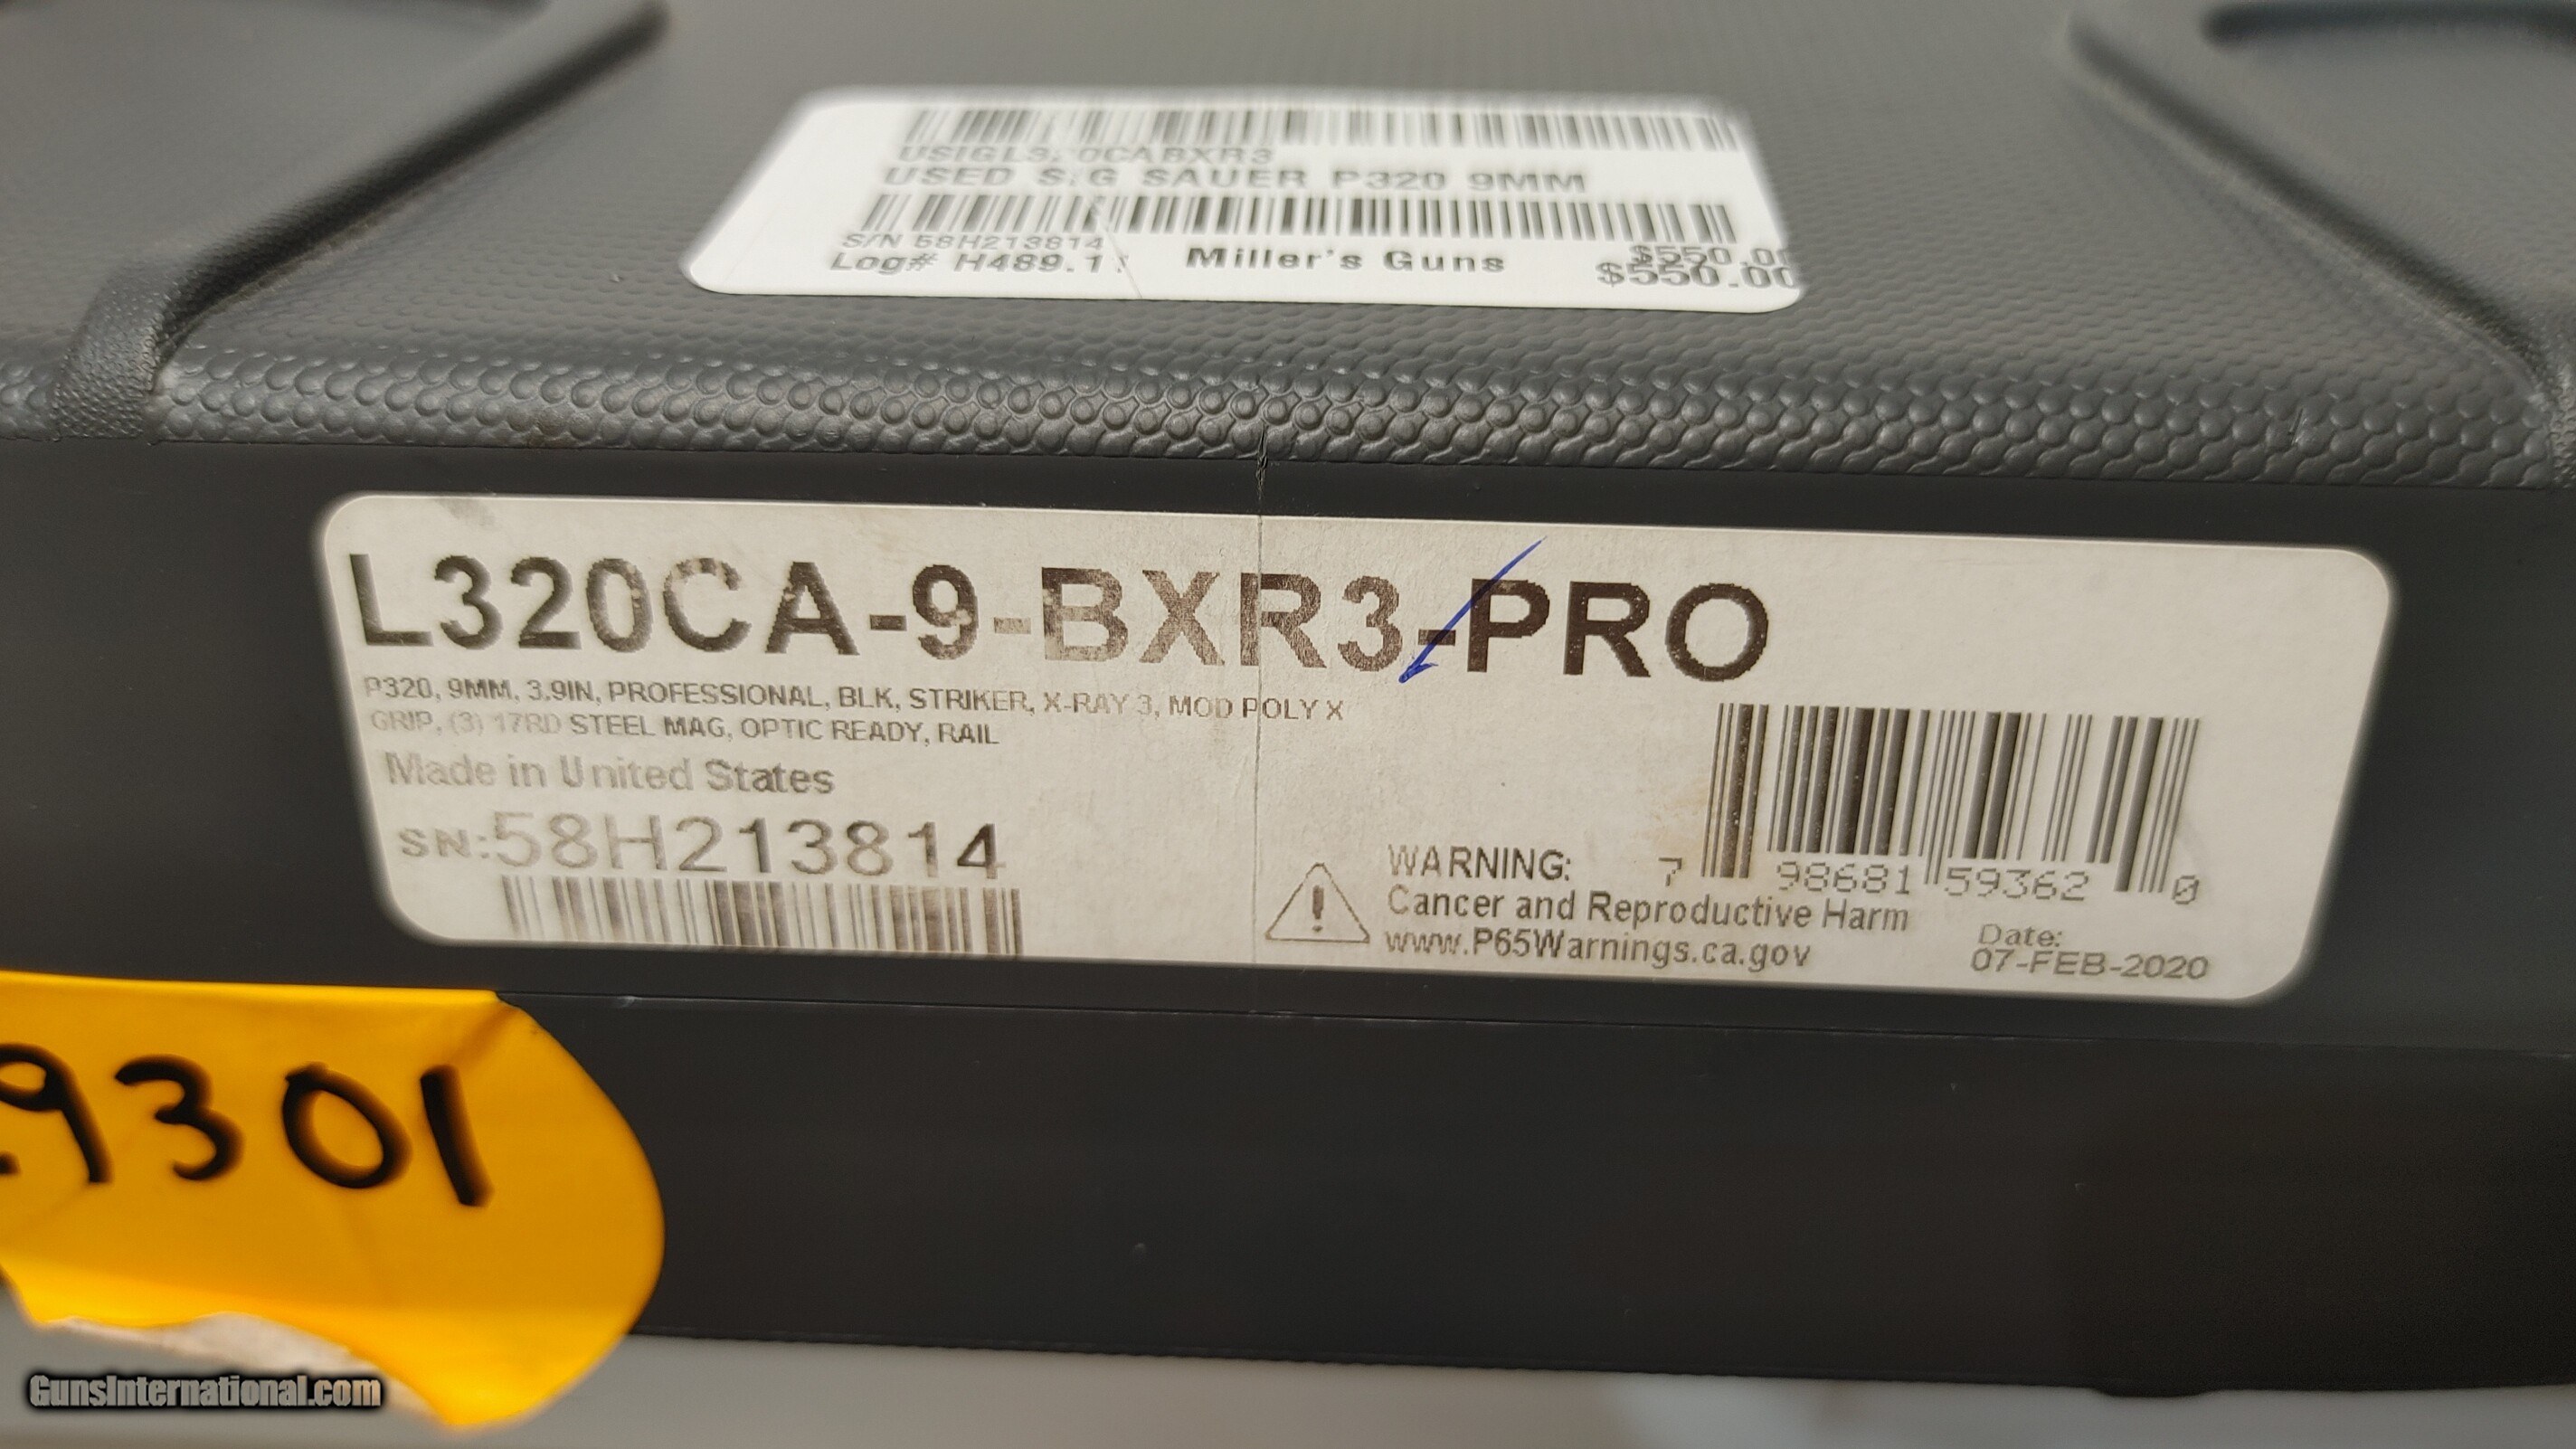 USIGL320CABXR3
USED SIG SAUER P320 9MM
S/N 58H213814
Log# H489.1
Miller's Guns
$550.00
$550.00
L320CA-9-BXR3-PRO
P320, 9MM, 3.9IN, PROFESSIONAL, BLK, STRIKER, X-RAY 3, MOD POLY X
GRIP, (3) 17RD STEEL MAG, OPTIC READY, RAIL
Made in United States
SN:58H213814
WARNING:
Cancer and Reproductive Harm
www.P65Warnings.ca.gov
7 98681 59362 0
Date:
07-FEB-2020
9301
GunsInternational.com